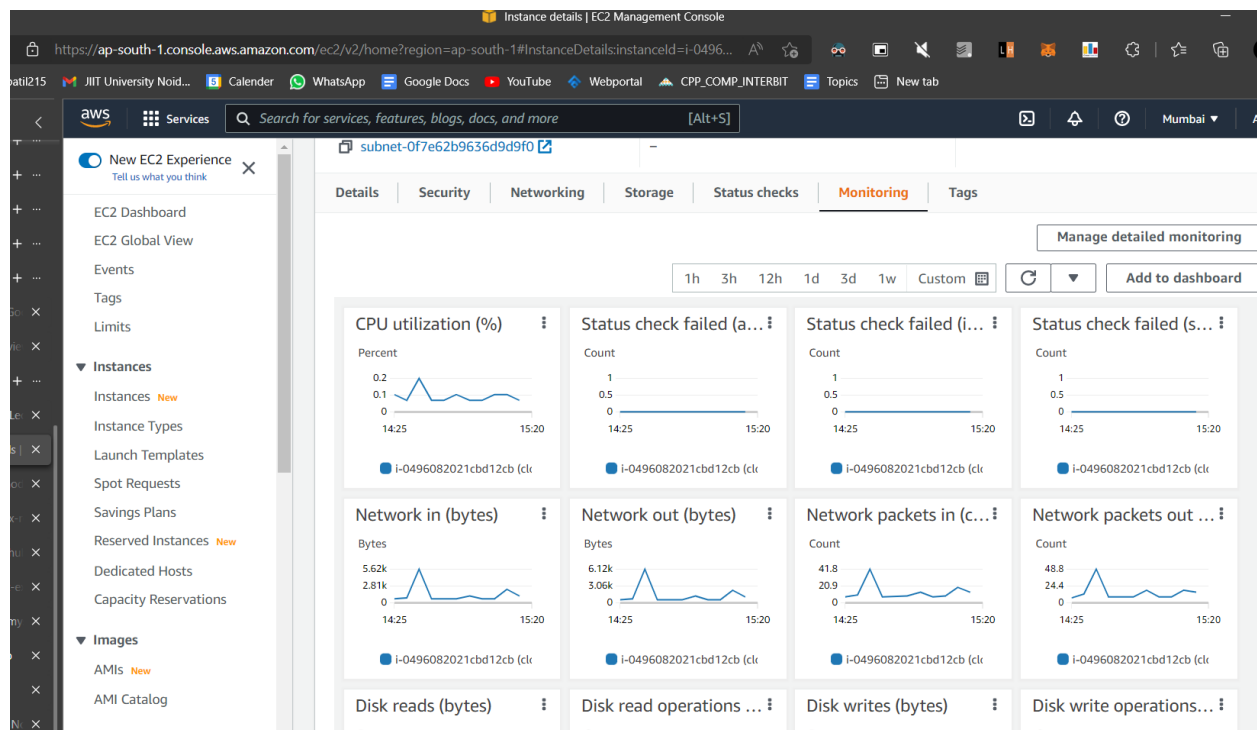 Instance details | EC2 Management Console
https://ap-south-1.console.aws.amazon.com/ec2/v2/home?region=ap-south-1#InstanceDetails:instanceId=i-0496...
patil215 JIIT University Noid... Calender WhatsApp Google Docs YouTube Webportal CPP_COMP_INTERBIT Topics New tab
aws Services Search for services, features, blogs, docs, and more [Alt+S] Mumbai
New EC2 Experience
Tell us what you think
EC2 Dashboard
EC2 Global View
Events
Tags
Limits
Instances
Instances New
Instance Types
Launch Templates
Spot Requests
Savings Plans
Reserved Instances New
Dedicated Hosts
Capacity Reservations
Images
AMIs New
AMI Catalog
subnet-0f7e62b9636d9d9f0 –
Details Security Networking Storage Status checks Monitoring Tags
Manage detailed monitoring
1h 3h 12h 1d 3d 1w Custom Add to dashboard
CPU utilization (%)
Percent
0.2
0.1
0
14:25 15:20
i-0496082021cbd12cb (clo
Status check failed (a...
Count
1
0.5
0
14:25 15:20
i-0496082021cbd12cb (clo
Status check failed (i...
Count
1
0.5
0
14:25 15:20
i-0496082021cbd12cb (clo
Status check failed (s...
Count
1
0.5
0
14:25 15:20
i-0496082021cbd12cb (clo
Network in (bytes)
Bytes
5.62k
2.81k
0
14:25 15:20
i-0496082021cbd12cb (clo
Network out (bytes)
Bytes
6.12k
3.06k
0
14:25 15:20
i-0496082021cbd12cb (clo
Network packets in (c...
Count
41.8
20.9
0
14:25 15:20
i-0496082021cbd12cb (clo
Network packets out ...
Count
48.8
24.4
0
14:25 15:20
i-0496082021cbd12cb (clo
Disk reads (bytes)
Disk read operations ...
Disk writes (bytes)
Disk write operations...